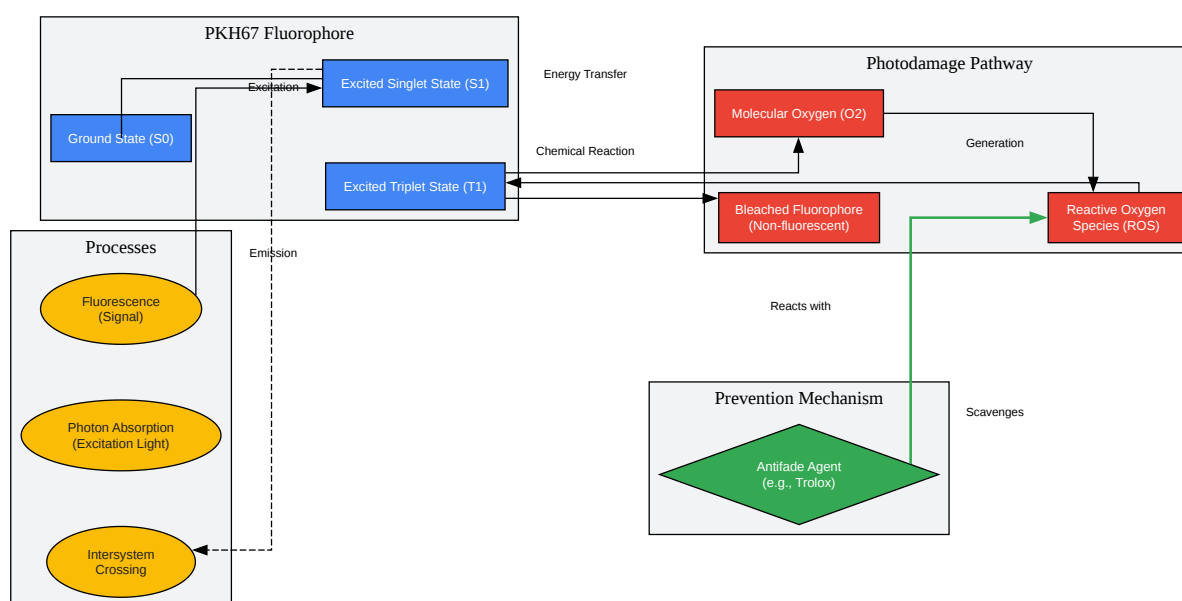 PKH67 Fluorophore
Excitation
Excited Singlet State (S1)
Ground State (S0)
Excited Triplet State (T1)
Energy Transfer
Chemical Reaction
Photodamage Pathway
Molecular Oxygen (O2)
Generation
Bleached Fluorophore
(Non-fluorescent)
Reactive Oxygen
Species (ROS)
Processes
Emission
Fluorescence
(Signal)
Photon Absorption
(Excitation Light)
Intersystem
Crossing
Reacts with
Prevention Mechanism
Scavenges
Antifade Agent
(e.g., Trolox)